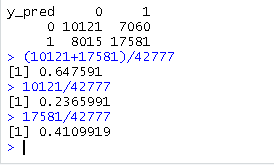 y_pred 0 1
0 10121 7060
1 8015 17581
> (10121+17581)/42777
[1] 0.647591
> 10121/42777
[1] 0.2365991
> 17581/42777
[1] 0.4109919
>